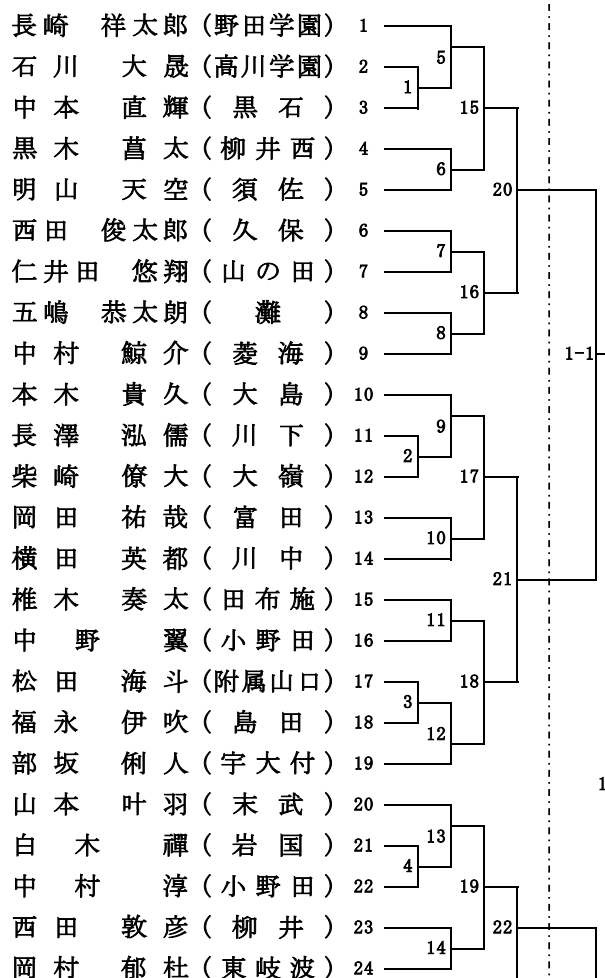 長崎 祥太郎 (野田学園) 1
石川 大晟 (高川学園) 2
中本 直輝 (黒石) 3
黒木 菖太 (柳井西) 4
明山 天空 (須佐) 5
西田 俊太郎 (久保) 6
仁井田 悠翔 (山の田) 7
五嶋 恭太朗 (灘) 8
中村 鯨介 (菱海) 9
本木 貴久 (大島) 10
長澤 泓儒 (川下) 11
柴崎 僚大 (大嶺) 12
岡田 祐哉 (富田) 13
横田 英都 (川中) 14
椎木 奏太 (田布施) 15
中野 翼 (小野田) 16
松田 海斗 (附属山口) 17
福永 伊吹 (島田) 18
部坂 俐人 (宇大付) 19
山本 叶羽 (末武) 20
白木 禪 (岩国) 21
中村 淳 (小野田) 22
西田 敦彦 (柳井) 23
岡村 郁杜 (東岐波) 24
5
1
15
6
20
7
16
8
1-1
9
2
17
10
21
11
18
3
12
1
13
4
19
22
14